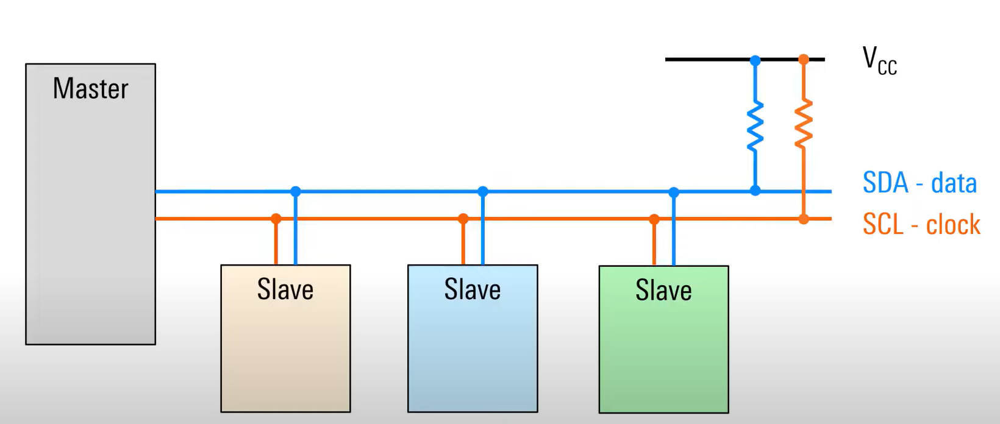 Master
VCC
SDA - data
SCL - clock
Slave
Slave
Slave